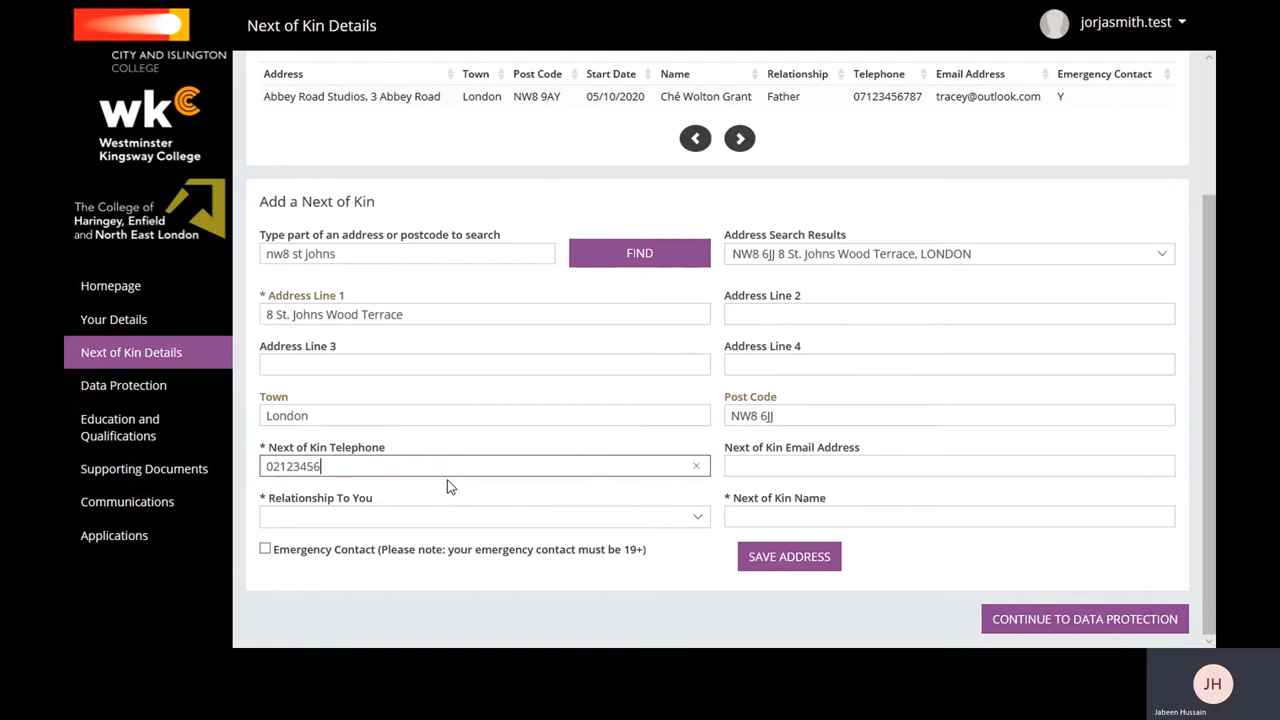 Next of Kin Details
jorjasmith.test
CITY AND ISLINGTON
COLLEGE
wkc
Westminster
Kingsway College
The College of
Haringey, Enfield
and North East London
Homepage
Your Details
Next of Kin Details
Data Protection
Education and
Qualifications
Supporting Documents
Communications
Applications
Address Town Post Code Start Date Name Relationship Telephone Email Address Emergency Contact
Abbey Road Studios, 3 Abbey Road London NW8 9AY 05/10/2020 Ché Wolton Grant Father 07123456787 tracey@outlook.com Y
Add a Next of Kin
Type part of an address or postcode to search
nw8 st johns
FIND
Address Search Results
NW8 6JJ 8 St. Johns Wood Terrace, LONDON
* Address Line 1
8 St. Johns Wood Terrace
Address Line 2
Address Line 3
Address Line 4
Town
London
Post Code
NW8 6JJ
* Next of Kin Telephone
02123456
Next of Kin Email Address
* Relationship To You
* Next of Kin Name
Emergency Contact (Please note: your emergency contact must be 19+)
SAVE ADDRESS
CONTINUE TO DATA PROTECTION
JH
Jabeen Hussain